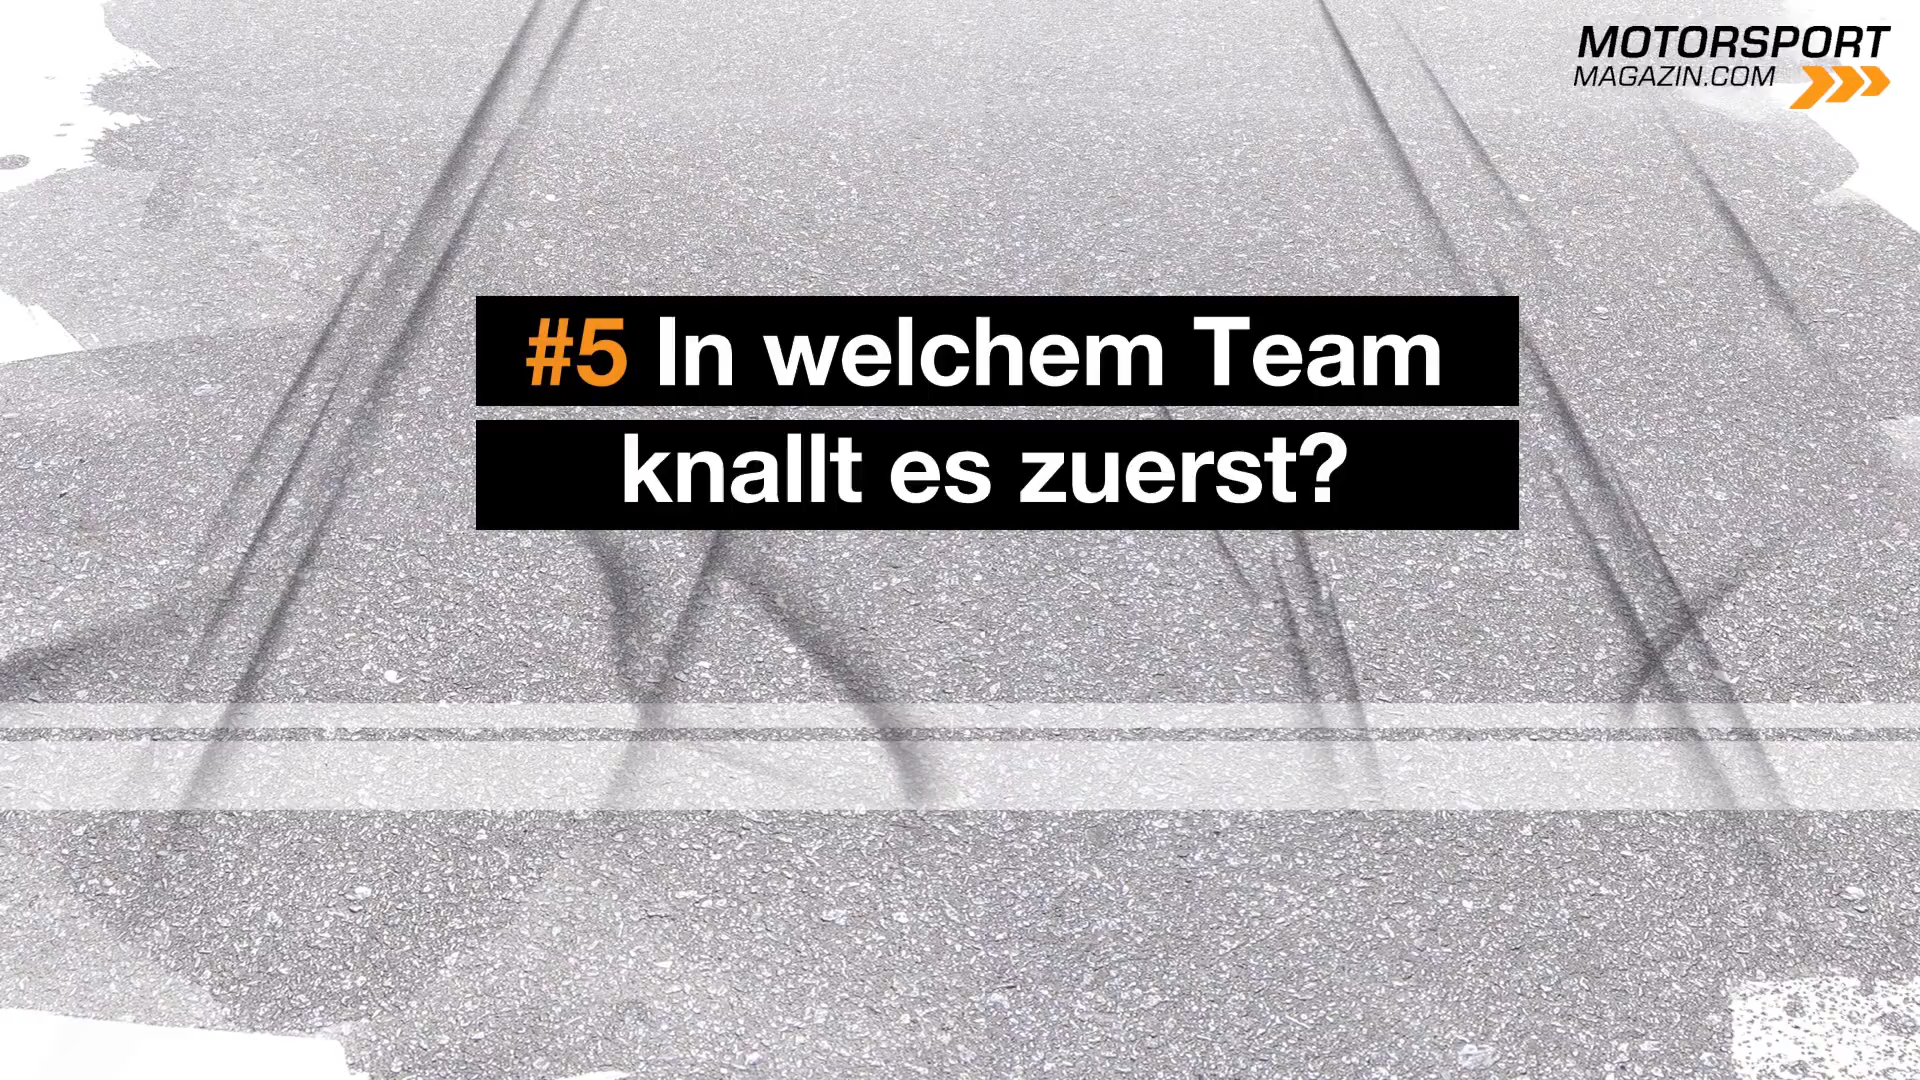 MOTORSPORT
MAGAZIN.COM
#5 In welchem Team
knallt es zuerst?